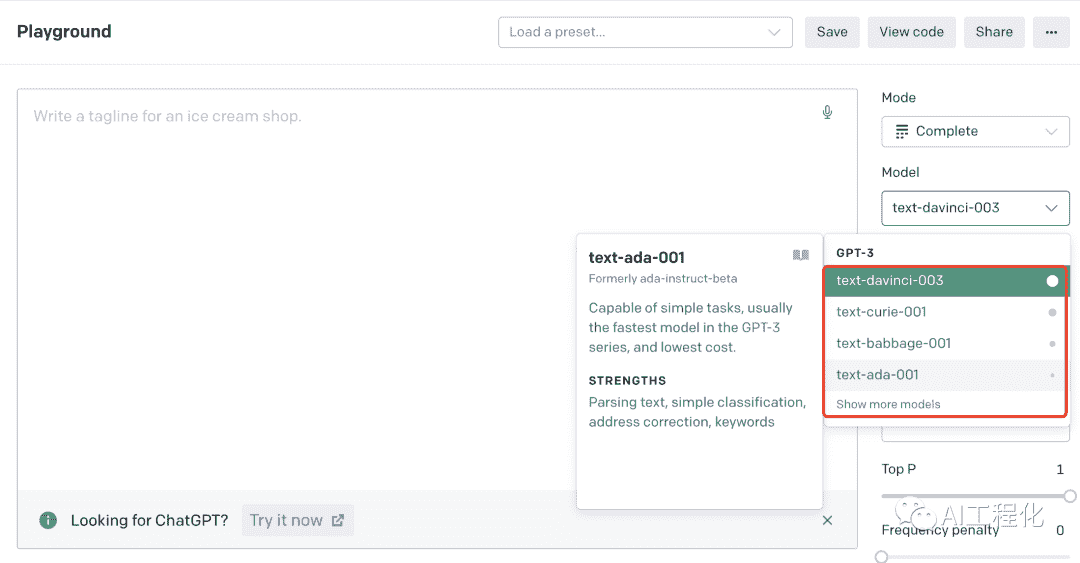 Playground
Load a preset...
Save
View code
Share
...
Write a tagline for an ice cream shop.
Mode
Complete
Model
text-davinci-003
text-ada-001
Formerly ada-instruct-beta
Capable of simple tasks, usually
the fastest model in the GPT-3
series, and lowest cost.
STRENGTHS
Parsing text, simple classification,
address correction, keywords
GPT-3
text-davinci-003
text-curie-001
text-babbage-001
text-ada-001
Show more models
Top P
1
Looking for ChatGPT?
Try it now
AI工程化
Frequency penalty
0